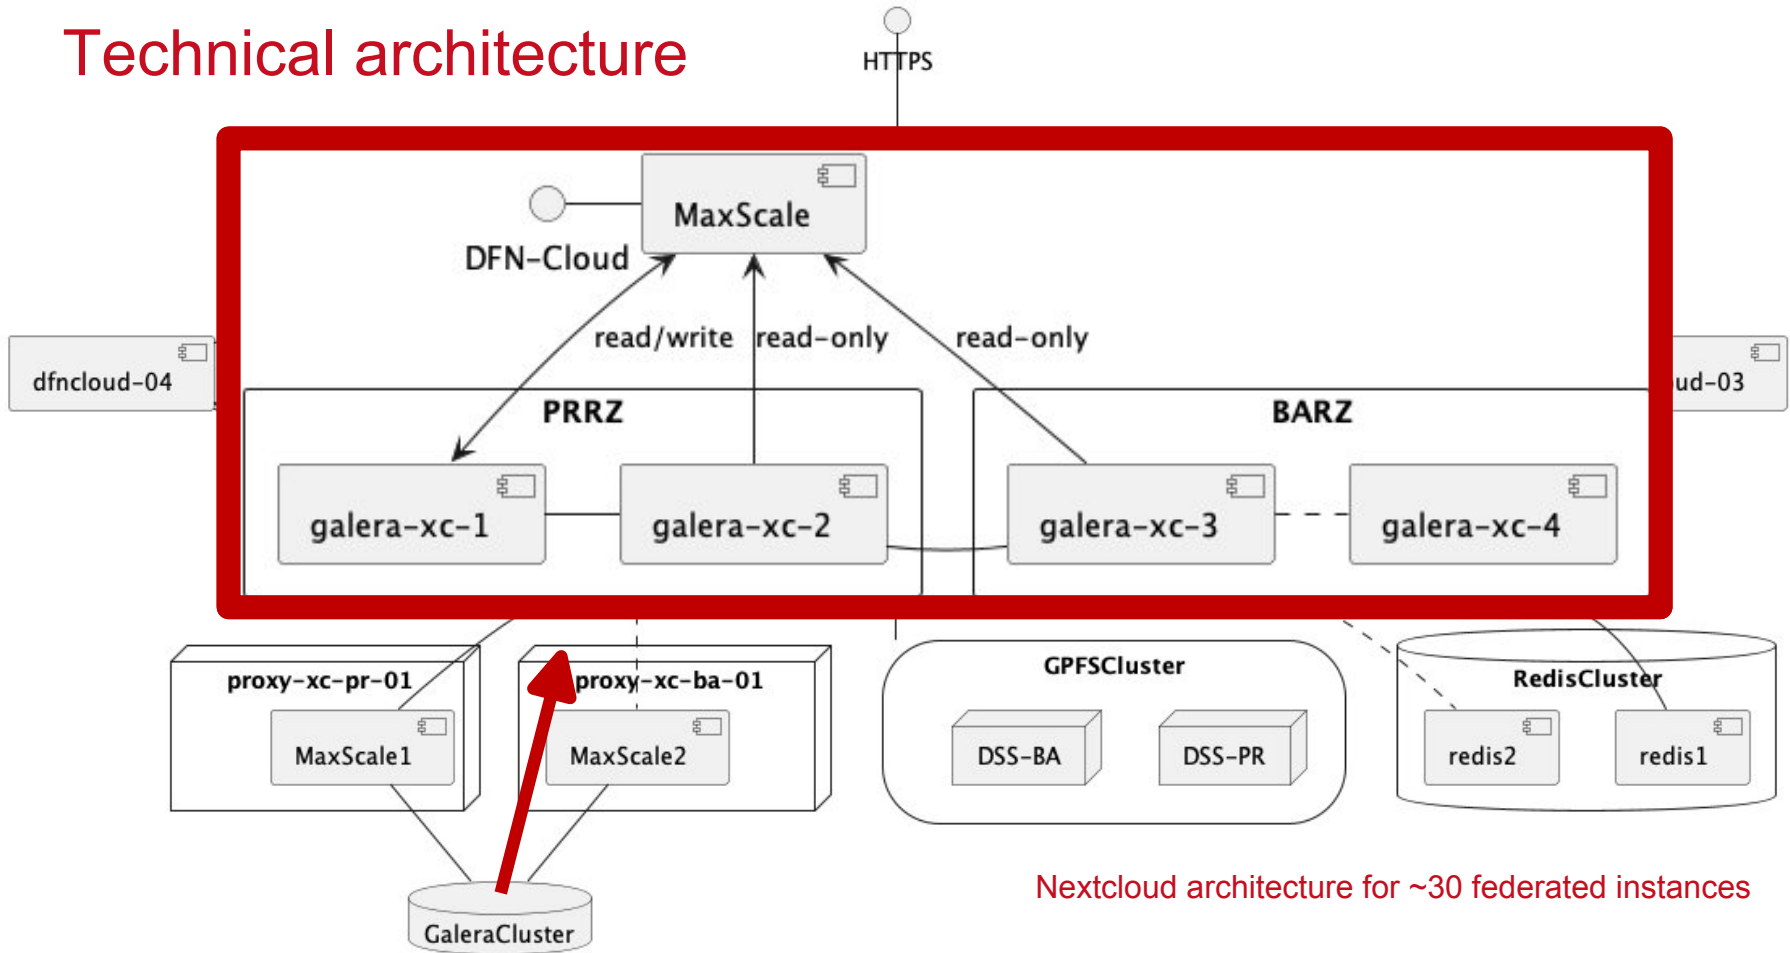 Technical architecture
HTTPS
MaxScale
DFN-Cloud
read/write
read-only
read-only
dfncloud-04
ud-03
PRRZ
BARZ
galera-xc-1
galera-xc-2
galera-xc-3
galera-xc-4
proxy-xc-pr-01
proxy-xc-ba-01
GPFSCluster
RedisCluster
MaxScale1
MaxScale2
DSS-BA
DSS-PR
redis2
redis1
Nextcloud architecture for ~30 federated instances
GaleraCluster